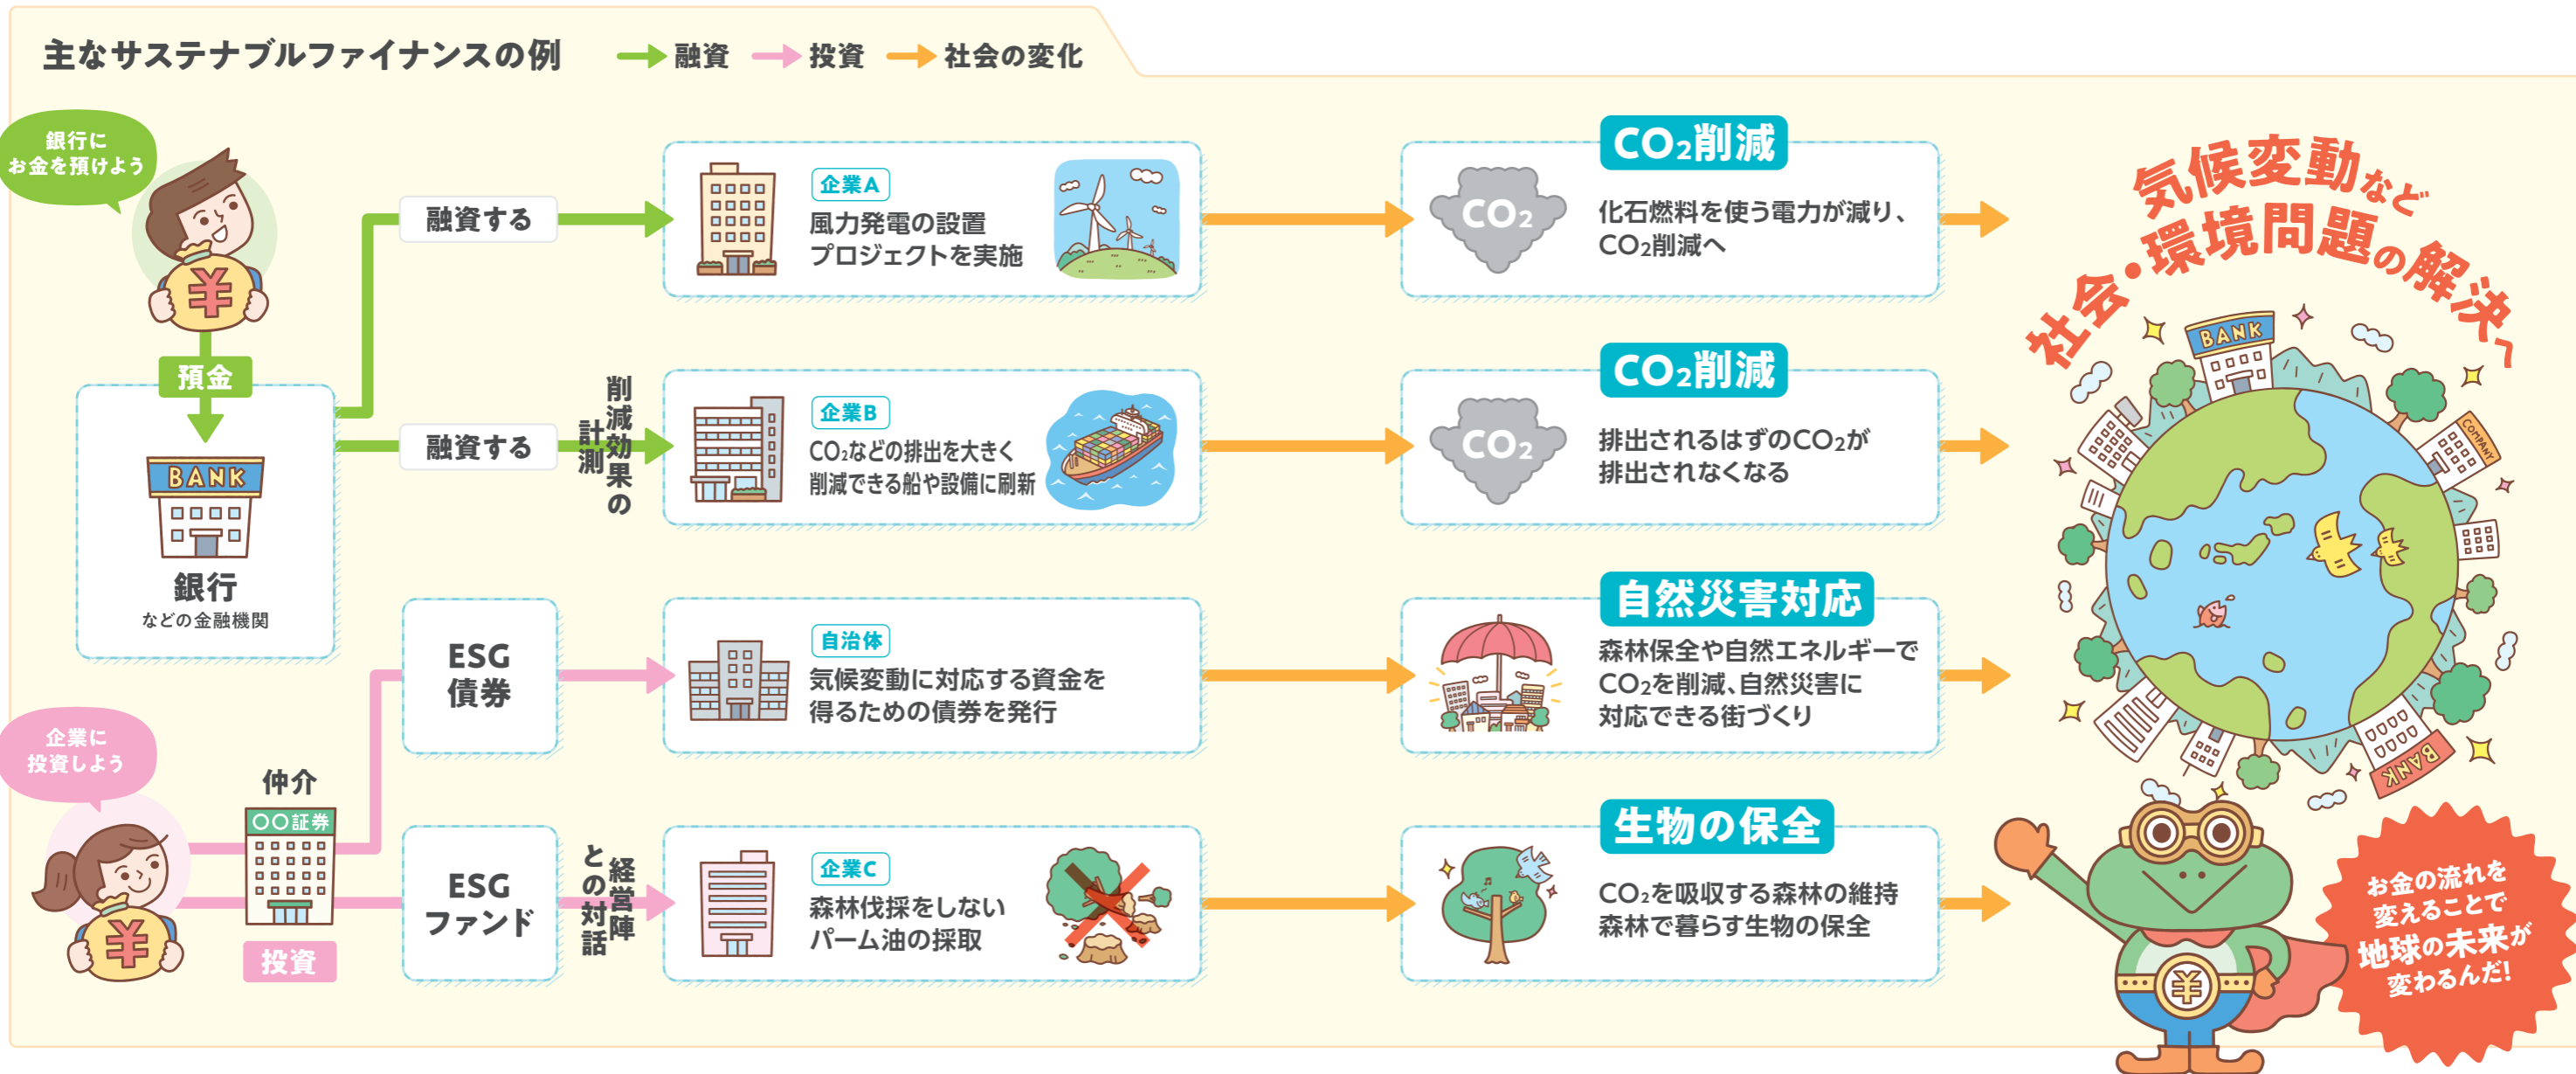 主なサステナブルファイナンスの例
融資
投資
社会の変化
銀行に
お金を預けよう
預金
BANK
銀行
などの金融機関
融資する
企業A
風力発電の設置
プロジェクトを実施
CO₂削減
CO₂
化石燃料を使う電力が減り、
CO₂削減へ
融資する
削減効果の
計測
企業B
CO₂などの排出を大きく
削減できる船や設備に刷新
CO₂削減
CO₂
排出されるはずのCO₂が
排出されなくなる
企業に
投資しよう
仲介
〇〇証券
投資
ESG
債券
自治体
気候変動に対応する資金を
得るための債券を発行
自然災害対応
森林保全や自然エネルギーで
CO₂を削減、自然災害に
対応できる街づくり
ESG
ファンド
経営陣
との対話
企業C
森林伐採をしない
パーム油の採取
生物の保全
CO₂を吸収する森林の維持
森林で暮らす生物の保全
気候変動など
社会・環境問題の解決へ
BANK
COMPANY
BANK
お金の流れを
変えることで
地球の未来が
変わるんだ!